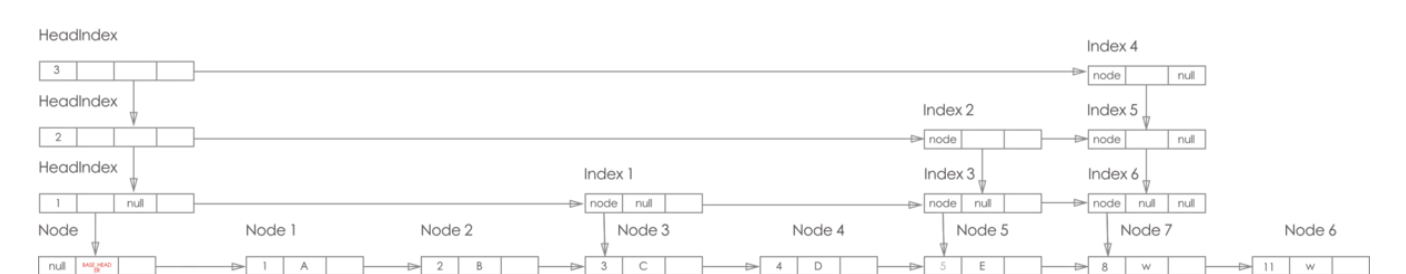 HeadIndex
Index 4
3
node null
HeadIndex
Index 2 Index 5
2
node node null
HeadIndex
Index 1 Index 3 Index 6
1 null
node null node null node null null
Node Node 1 Node 2 Node 3 Node 4 Node 5 Node 7 Node 6
null BASE_HEAD 1 A 2 B 3 C 4 D 5 E 8 W 11 W
ER